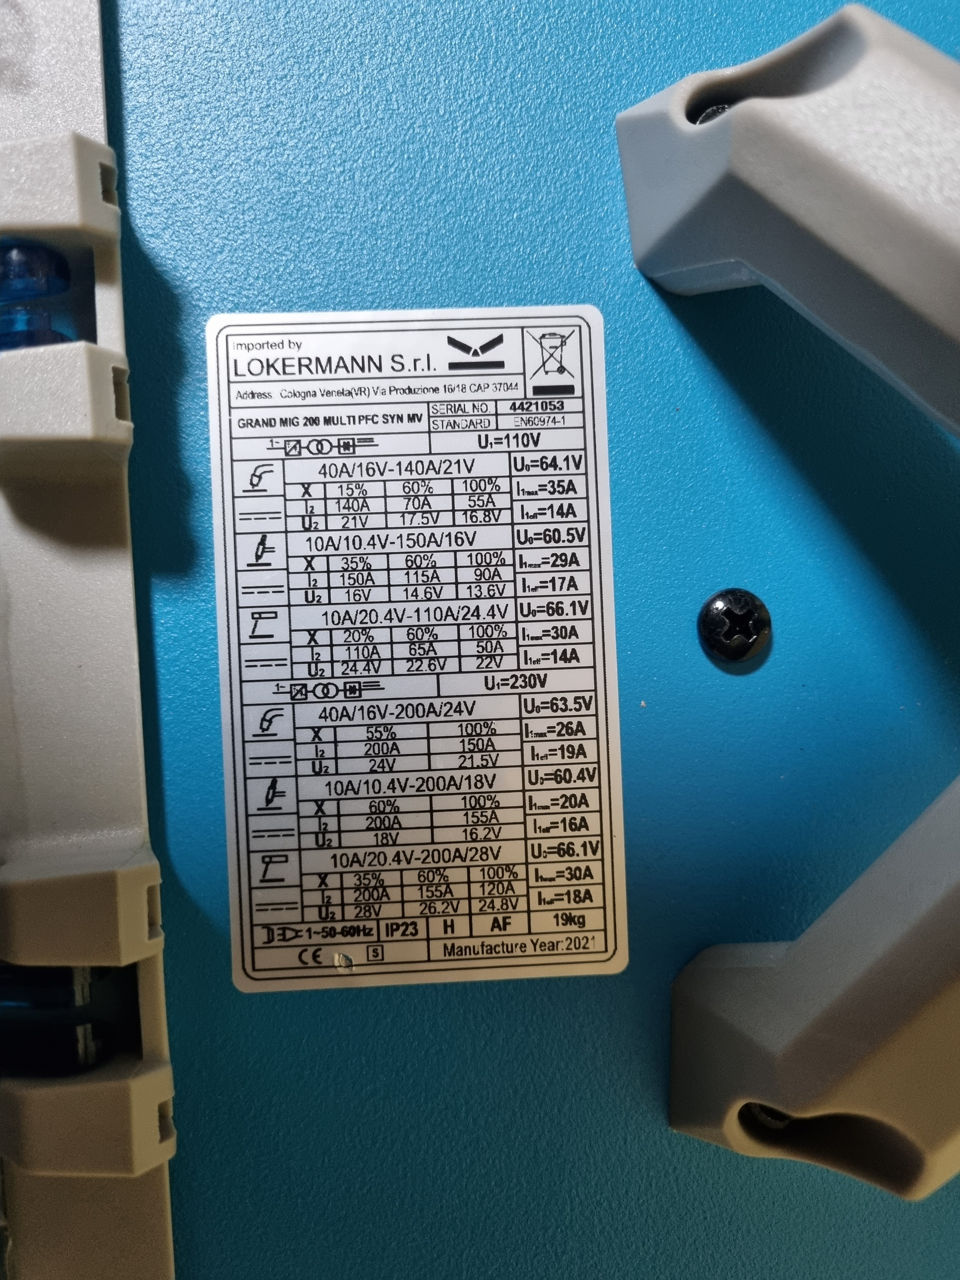 Imported by
LOKERMANN S.r.l.
Address. Cologna Veneta(VR) Via Produzione 16/18 CAP 37044
GRAND MIG 200 MULTI PFC SYN MV
SERIAL NO. 4421053
STANDARD EN60974-1
1~ U₁=110V
40A/16V-140A/21V U₀=64.1V
X 15% 60% 100% I₁max=35A
I₂ 140A 70A 55A I₁eff=14A
U₂ 21V 17.5V 16.8V
10A/10.4V-150A/16V U₀=60.5V
X 35% 60% 100% I₁max=29A
I₂ 150A 115A 90A I₁eff=17A
U₂ 16V 14.6V 13.6V
10A/20.4V-110A/24.4V U₀=66.1V
X 20% 60% 100% I₁max=30A
I₂ 110A 65A 50A I₁eff=14A
U₂ 24.4V 22.6V 22V
1~ U₁=230V
40A/16V-200A/24V U₀=63.5V
X 55% 100% I₁max=26A
I₂ 200A 150A I₁eff=19A
U₂ 24V 21.5V
10A/10.4V-200A/18V U₀=60.4V
X 60% 100% I₁max=20A
I₂ 200A 155A I₁eff=16A
U₂ 18V 16.2V
10A/20.4V-200A/28V U₀=66.1V
X 35% 60% 100% I₁max=30A
I₂ 200A 155A 120A I₁eff=18A
U₂ 28V 26.2V 24.8V
1~50-60Hz IP23 H AF 19kg
CE S Manufacture Year:2021